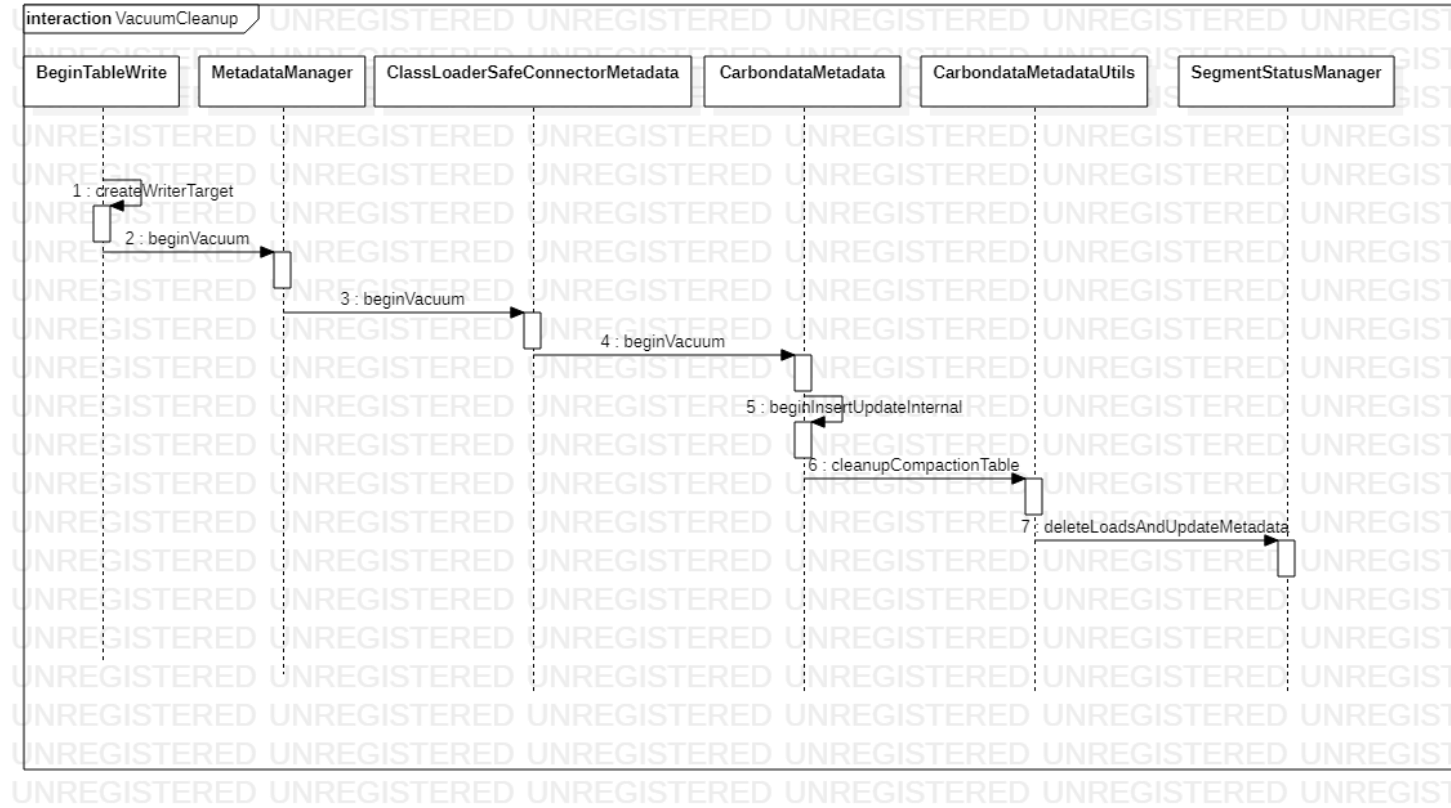 interaction VacuumCleanup
BeginTableWrite
MetadataManager
ClassLoaderSafeConnectorMetadata
CarbondataMetadata
CarbondataMetadataUtils
SegmentStatusManager
1 : createWriterTarget
2 : beginVacuum
3 : beginVacuum
4 : beginVacuum
5 : beginInsertUpdateInternal
6 : cleanupCompactionTable
7 : deleteLoadsAndUpdateMetadata
UNREGISTERED UNREGISTERED UNREGISTERED UNREGISTERED UNREGISTERED UNREGIST